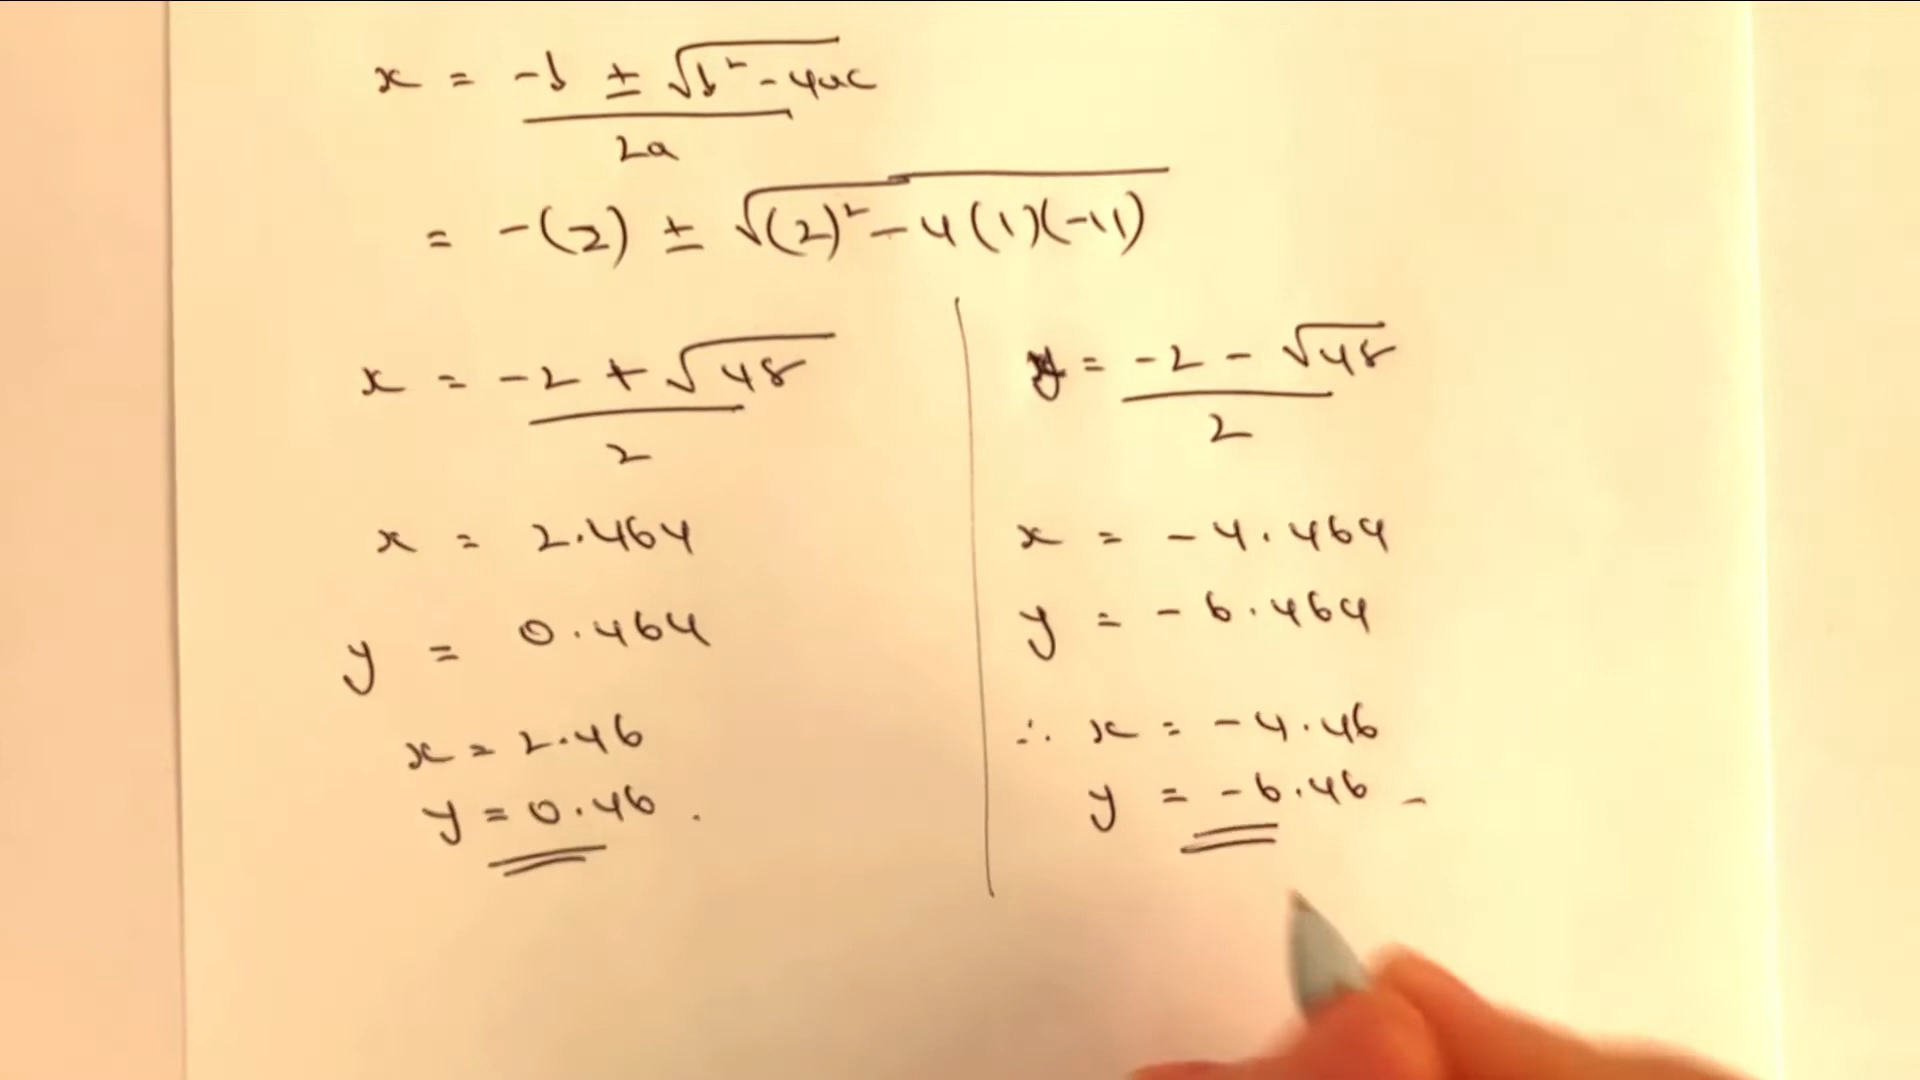 x = -b ± √b² - 4ac
2a
= -(2) ± √(2)² - 4(1)(-11)
x = -2 + √48
2
x = 2.464
y = 0.464
x = 2.46
y = 0.46.
= -2 - √48
2
x = -4.464
y = -6.464
∴ x = -4.46
y = -6.46